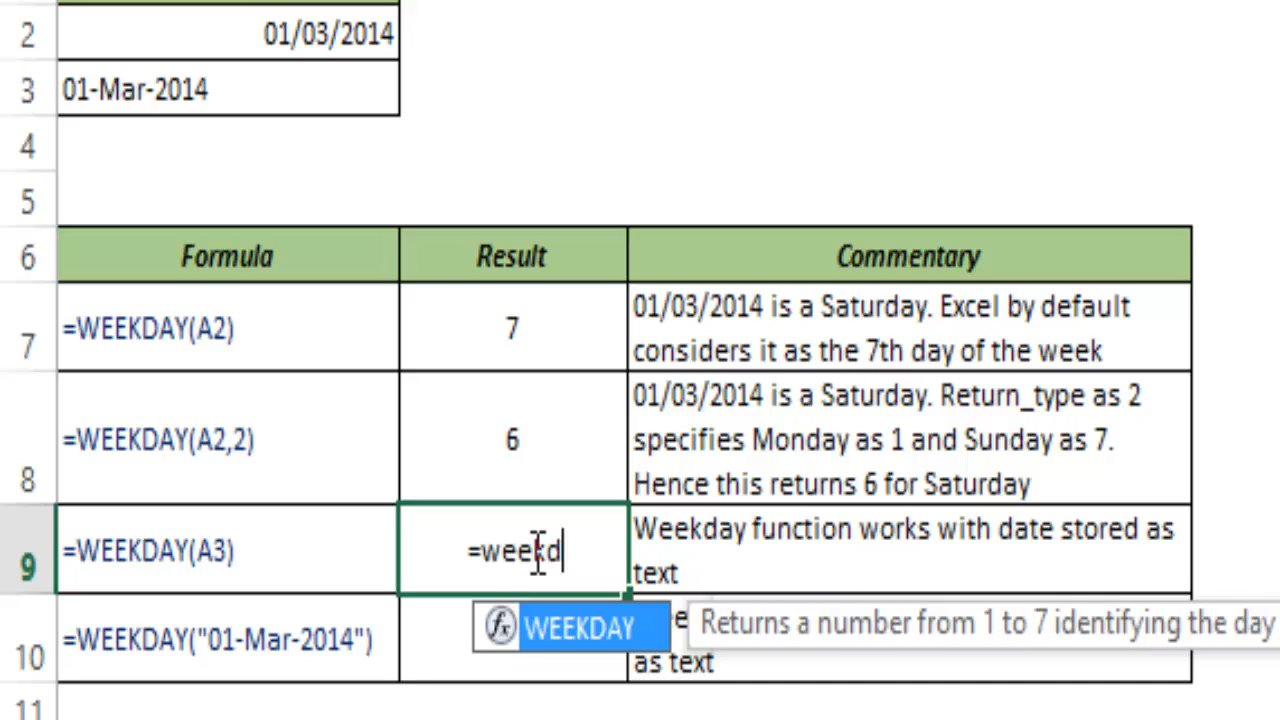 2
01/03/2014
3
01-Mar-2014
4
5
6
Formula
Result
Commentary
7
=WEEKDAY(A2)
7
01/03/2014 is a Saturday. Excel by default
considers it as the 7th day of the week
8
=WEEKDAY(A2,2)
6
01/03/2014 is a Saturday. Return_type as 2
specifies Monday as 1 and Sunday as 7.
Hence this returns 6 for Saturday
9
=WEEKDAY(A3)
=weekd
Weekday function works with date stored as
text
fx WEEKDAY
Returns a number from 1 to 7 identifying the day
10
=WEEKDAY("01-Mar-2014")
as text
11